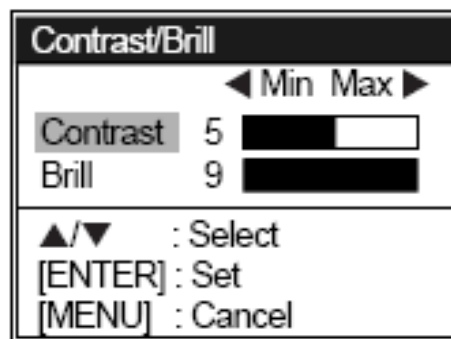 Contrast/Brill
◀ Min Max ▶
Contrast 5
Brill 9
▲/▼ : Select
[ENTER] : Set
[MENU] : Cancel